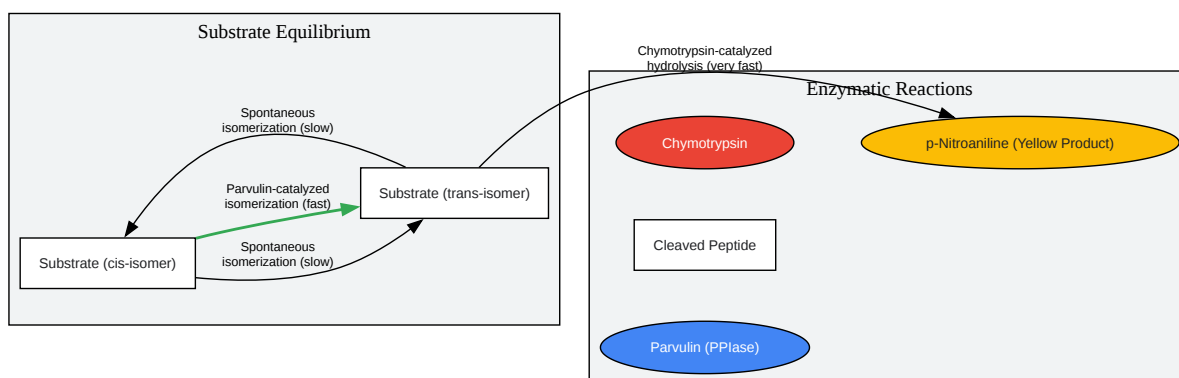 Substrate Equilibrium
Spontaneous
isomerization (slow)
Parvulin-catalyzed
isomerization (fast)
Substrate (trans-isomer)
Substrate (cis-isomer)
Spontaneous
isomerization (slow)
Chymotrypsin-catalyzed
hydrolysis (very fast)
Enzymatic Reactions
Chymotrypsin
p-Nitroaniline (Yellow Product)
Cleaved Peptide
Parvulin (PPIase)